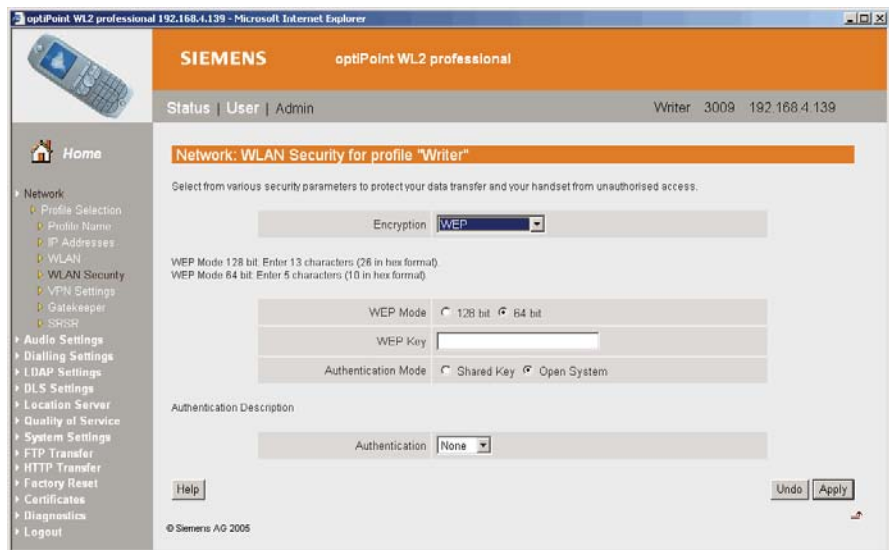 optiPoint WL2 professional 192.168.4.139 - Microsoft Internet Explorer
SIEMENS optiPoint WL2 professional
Status | User | Admin Writer 3009 192.168.4.139
Home
Network
Profile Selection
Profile Name
IP Addresses
WLAN
WLAN Security
VPN Settings
Gatekeeper
SRSR
Audio Settings
Dialling Settings
LDAP Settings
DLS Settings
Location Server
Quality of Service
System Settings
FTP Transfer
HTTP Transfer
Factory Reset
Certificates
Diagnostics
Logout
Network: WLAN Security for profile "Writer"
Select from various security parameters to protect your data transfer and your handset from unauthorised access.
Encryption WEP
WEP Mode 128 bit: Enter 13 characters (26 in hex format).
WEP Mode 64 bit: Enter 5 characters (10 in hex format).
WEP Mode 128 bit 64 bit
WEP Key
Authentication Mode Shared Key Open System
Authentication Description
Authentication None
Help Undo Apply
© Siemens AG 2005